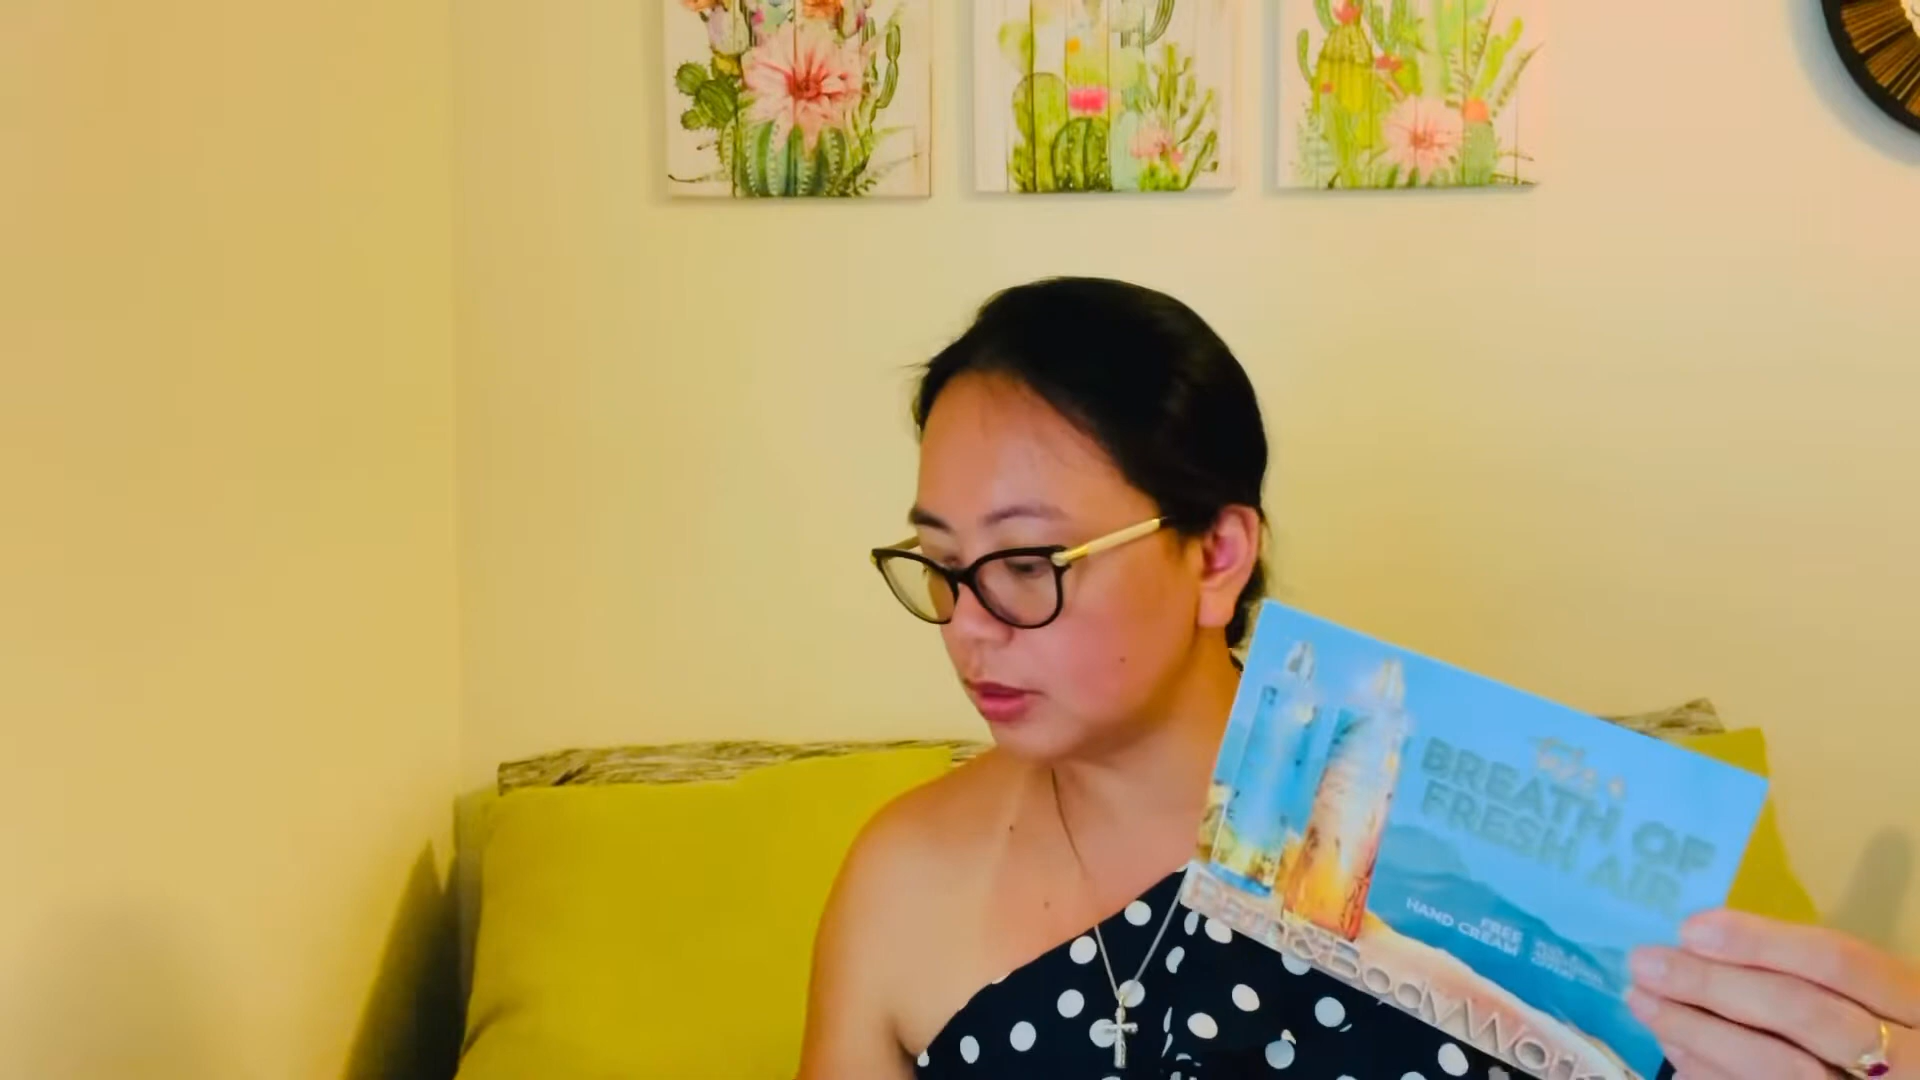 BREATH OF
FRESH AIR
FREE
HAND CREAM
Bath&BodyWorks